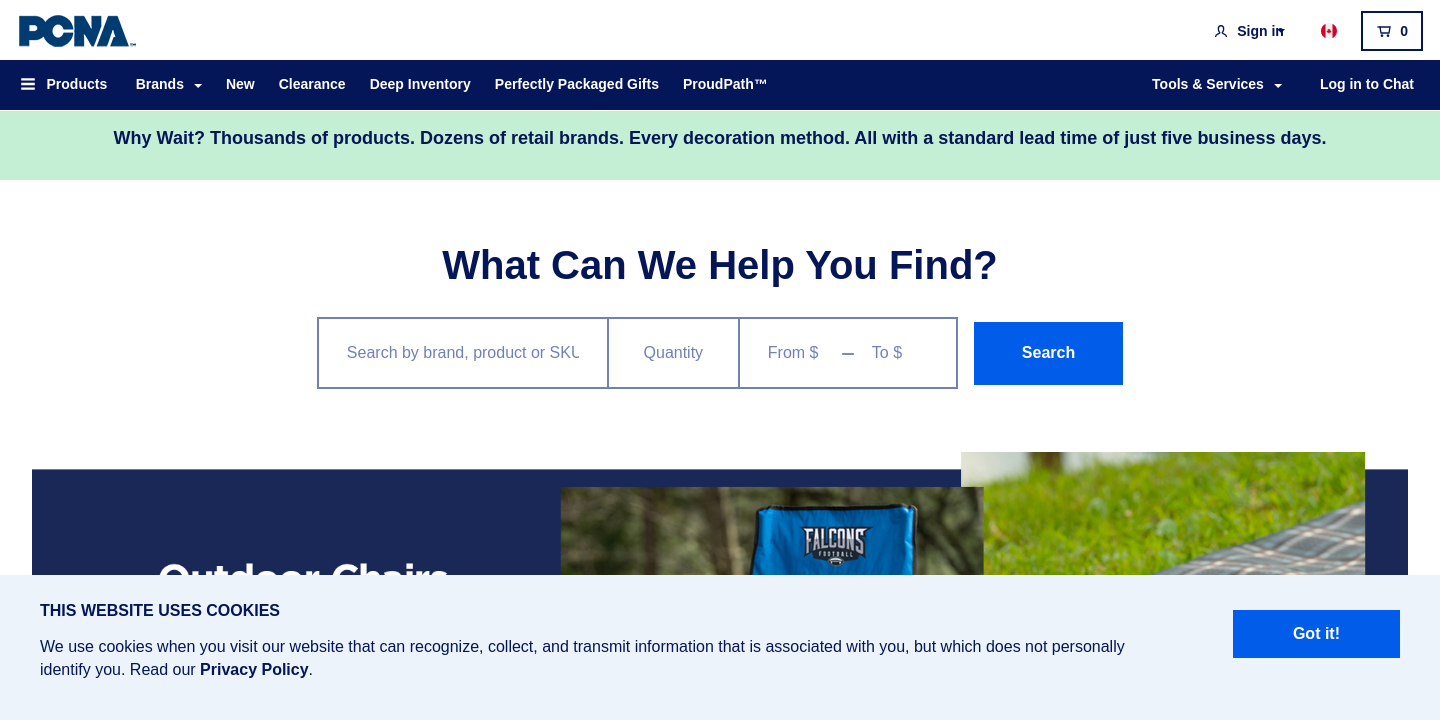 PCNA™
Sign in
0
Products
Brands
New
Clearance
Deep Inventory
Perfectly Packaged Gifts
ProudPath™
Tools & Services
Log in to Chat
Why Wait? Thousands of products. Dozens of retail brands. Every decoration method. All with a standard lead time of just five business days.
What Can We Help You Find?
Search by brand, product or SKU
Quantity
From $
To $
Search
FALCONS
FOOTBALL
Outdoor Chairs
THIS WEBSITE USES COOKIES
We use cookies when you visit our website that can recognize, collect, and transmit information that is associated with you, but which does not personally
identify you. Read our Privacy Policy.
Got it!